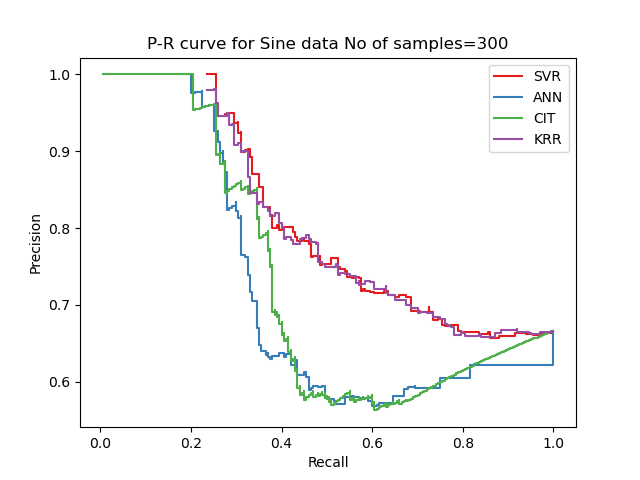 P-R curve for Sine data No of samples=300
1.0
0.9
0.8
0.7
0.6
Precision
SVR
ANN
CIT
KRR
0.0 0.2 0.4 0.6 0.8 1.0
Recall